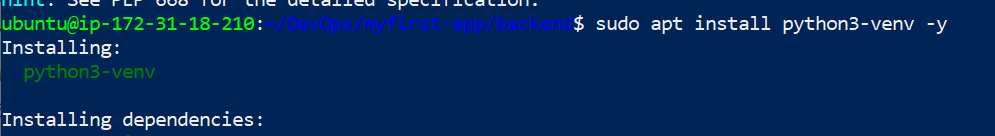 hint: See PEP 668 for the detailed specification.
ubuntu@ip-172-31-18-210:~/DevOps/myfirst-app/backend$ sudo apt install python3-venv -y
Installing:
python3-venv
Installing dependencies: